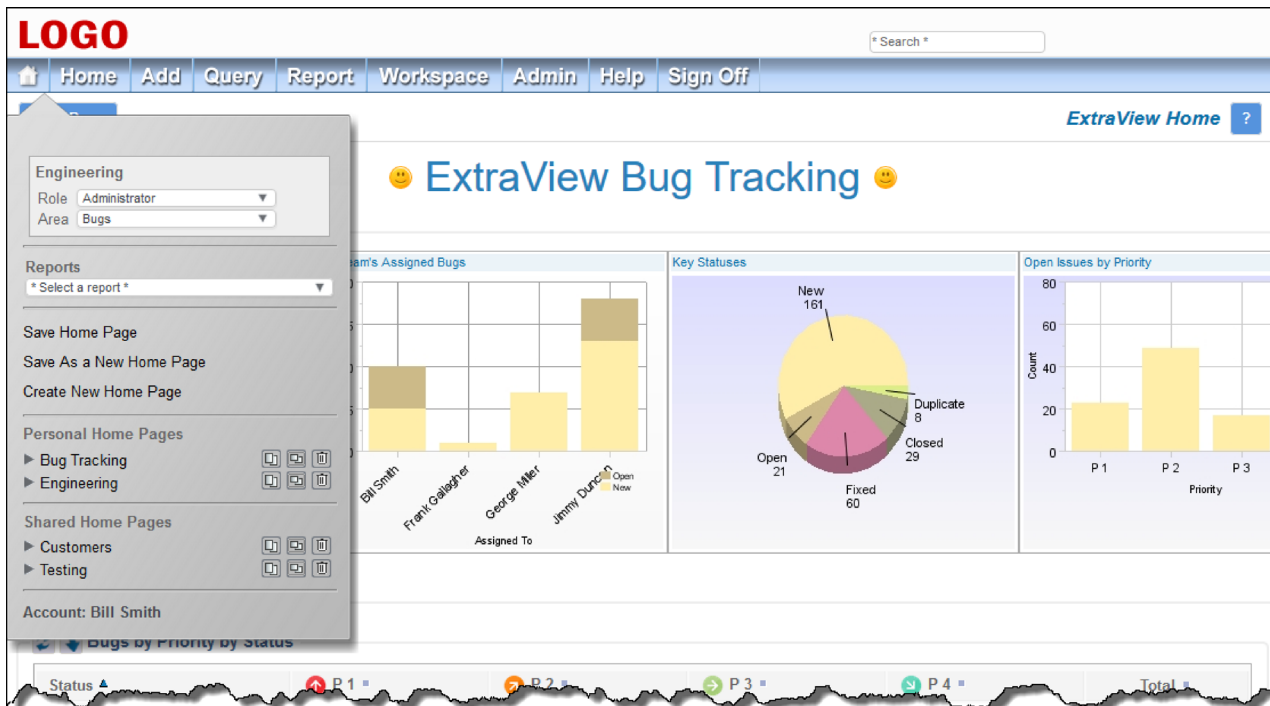 LOGO
* Search *
Home Add Query Report Workspace Admin Help Sign Off
ExtraView Home ?
ExtraView Bug Tracking
Engineering
Role Administrator
Area Bugs
Reports
* Select a report *
Save Home Page
Save As a New Home Page
Create New Home Page
Personal Home Pages
Bug Tracking
Engineering
Shared Home Pages
Customers
Testing
Account: Bill Smith
Assigned Bugs
Bill Smith
Frank Gallagher
George Miller
Jimmy Duncan
Open
New
Assigned To
Key Statuses
New
161
Duplicate
8
Closed
29
Open
21
Fixed
60
Open Issues by Priority
80
60
40
20
0
Count
P 1 P 2 P 3
Priority
Bugs by Priority by Status
Status P 1 P 2 P 3 P 4 Total